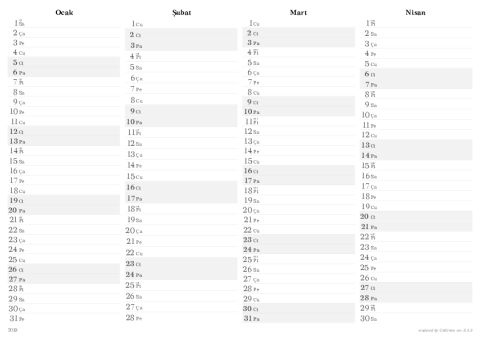 Ocak
1 Sa
2 Ça
3 Pe
4 Cu
5 Ct
6 Pa
7 Pt
8 Sa
9 Ça
10 Pe
11 Cu
12 Ct
13 Pa
14 Pt
15 Sa
16 Ça
17 Pe
18 Cu
19 Ct
20 Pa
21 Pt
22 Sa
23 Ça
24 Pe
25 Cu
26 Ct
27 Pa
28 Pt
29 Sa
30 Ça
31 Pe
Şubat
1 Cu
2 Ct
3 Pa
4 Pt
5 Sa
6 Ça
7 Pe
8 Cu
9 Ct
10 Pa
11 Pt
12 Sa
13 Ça
14 Pe
15 Cu
16 Ct
17 Pa
18 Pt
19 Sa
20 Ça
21 Pe
22 Cu
23 Ct
24 Pa
25 Pt
26 Sa
27 Ça
28 Pe
Mart
1 Cu
2 Ct
3 Pa
4 Pt
5 Sa
6 Ça
7 Pe
8 Cu
9 Ct
10 Pa
11 Pt
12 Sa
13 Ça
14 Pe
15 Cu
16 Ct
17 Pa
18 Pt
19 Sa
20 Ça
21 Pe
22 Cu
23 Ct
24 Pa
25 Pt
26 Sa
27 Ça
28 Pe
29 Cu
30 Ct
31 Pa
Nisan
1 Pt
2 Sa
3 Ça
4 Pe
5 Cu
6 Ct
7 Pa
8 Pt
9 Sa
10 Ça
11 Pe
12 Cu
13 Ct
14 Pa
15 Pt
16 Sa
17 Ça
18 Pe
19 Cu
20 Ct
21 Pa
22 Pt
23 Sa
24 Ça
25 Pe
26 Cu
27 Ct
28 Pa
29 Pt
30 Sa
2019